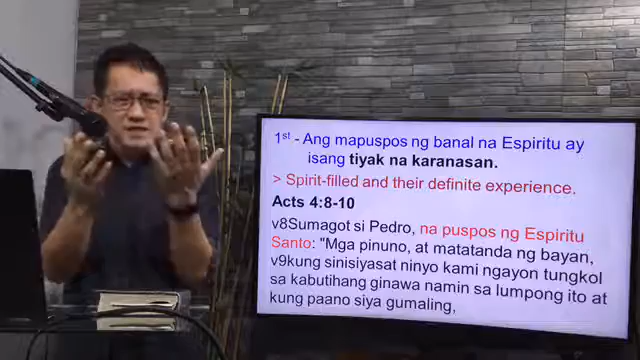 1st - Ang mapuspos ng banal na Espiritu ay
isang tiyak na karanasan.
> Spirit-filled and their definite experience.
Acts 4:8-10
v8Sumagot si Pedro, na puspos ng Espiritu
Santo: "Mga pinuno, at matatanda ng bayan,
v9kung sinisiyasat ninyo kami ngayon tungkol
sa kabutihang ginawa namin sa lumpong ito at
kung paano siya gumaling,